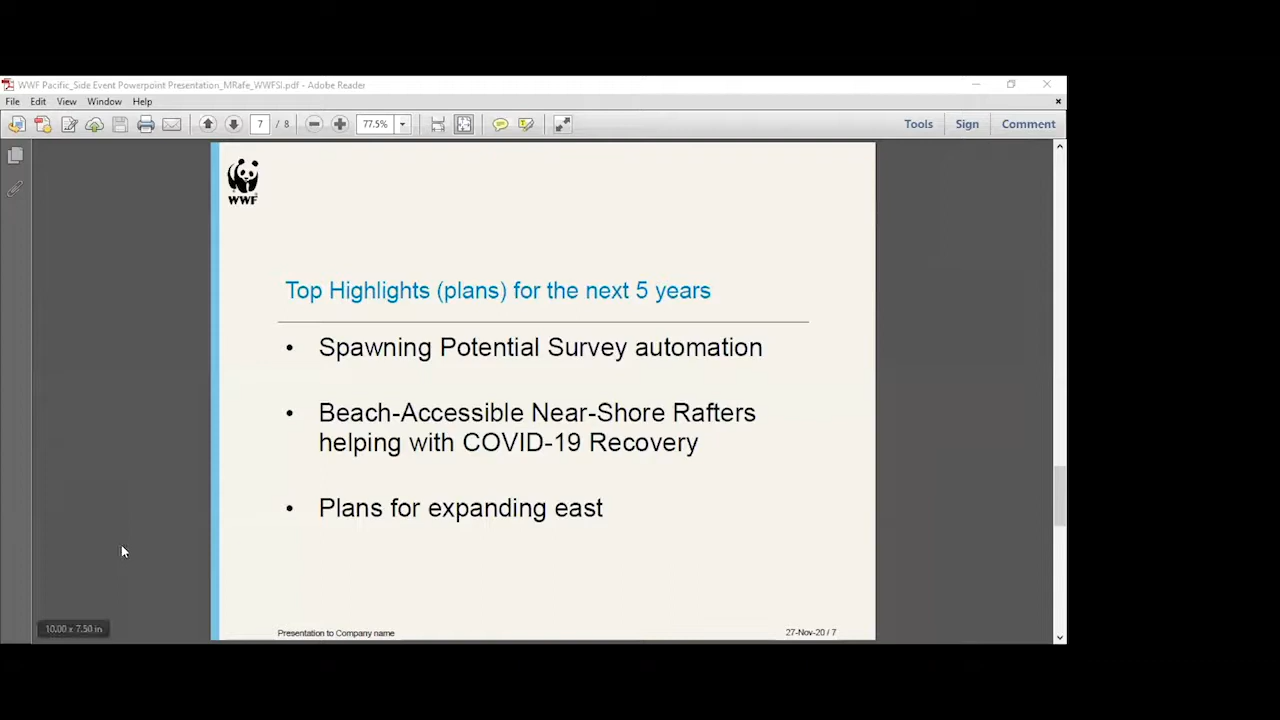 WWF Pacific_Side Event Powerpoint Presentation_MRafe_WWFSI.pdf - Adobe Reader
File Edit View Window Help
7 / 8 77.5% Tools Sign Comment
WWF
Top Highlights (plans) for the next 5 years
• Spawning Potential Survey automation
• Beach-Accessible Near-Shore Rafters
helping with COVID-19 Recovery
• Plans for expanding east
10.00 x 7.50 in
Presentation to Company name 27-Nov-20 / 7